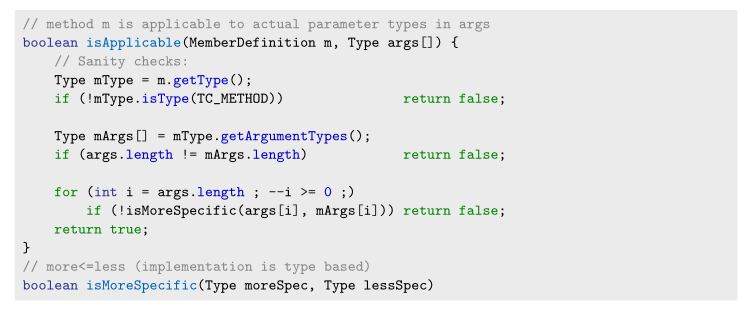 // method m is applicable to actual parameter types in args
boolean isApplicable(MemberDefinition m, Type args[]) {
    // Sanity checks:
    Type mType = m.getType();
    if (!mType.isType(TC_METHOD))               return false;
    Type mArgs[] = mType.getArgumentTypes();
    if (args.length != mArgs.length)            return false;
    for (int i = args.length ; --i >= 0 ;)
        if (!isMoreSpecific(args[i], mArgs[i])) return false;
    return true;
}
// more<=less (implementation is type based)
boolean isMoreSpecific(Type moreSpec, Type lessSpec)